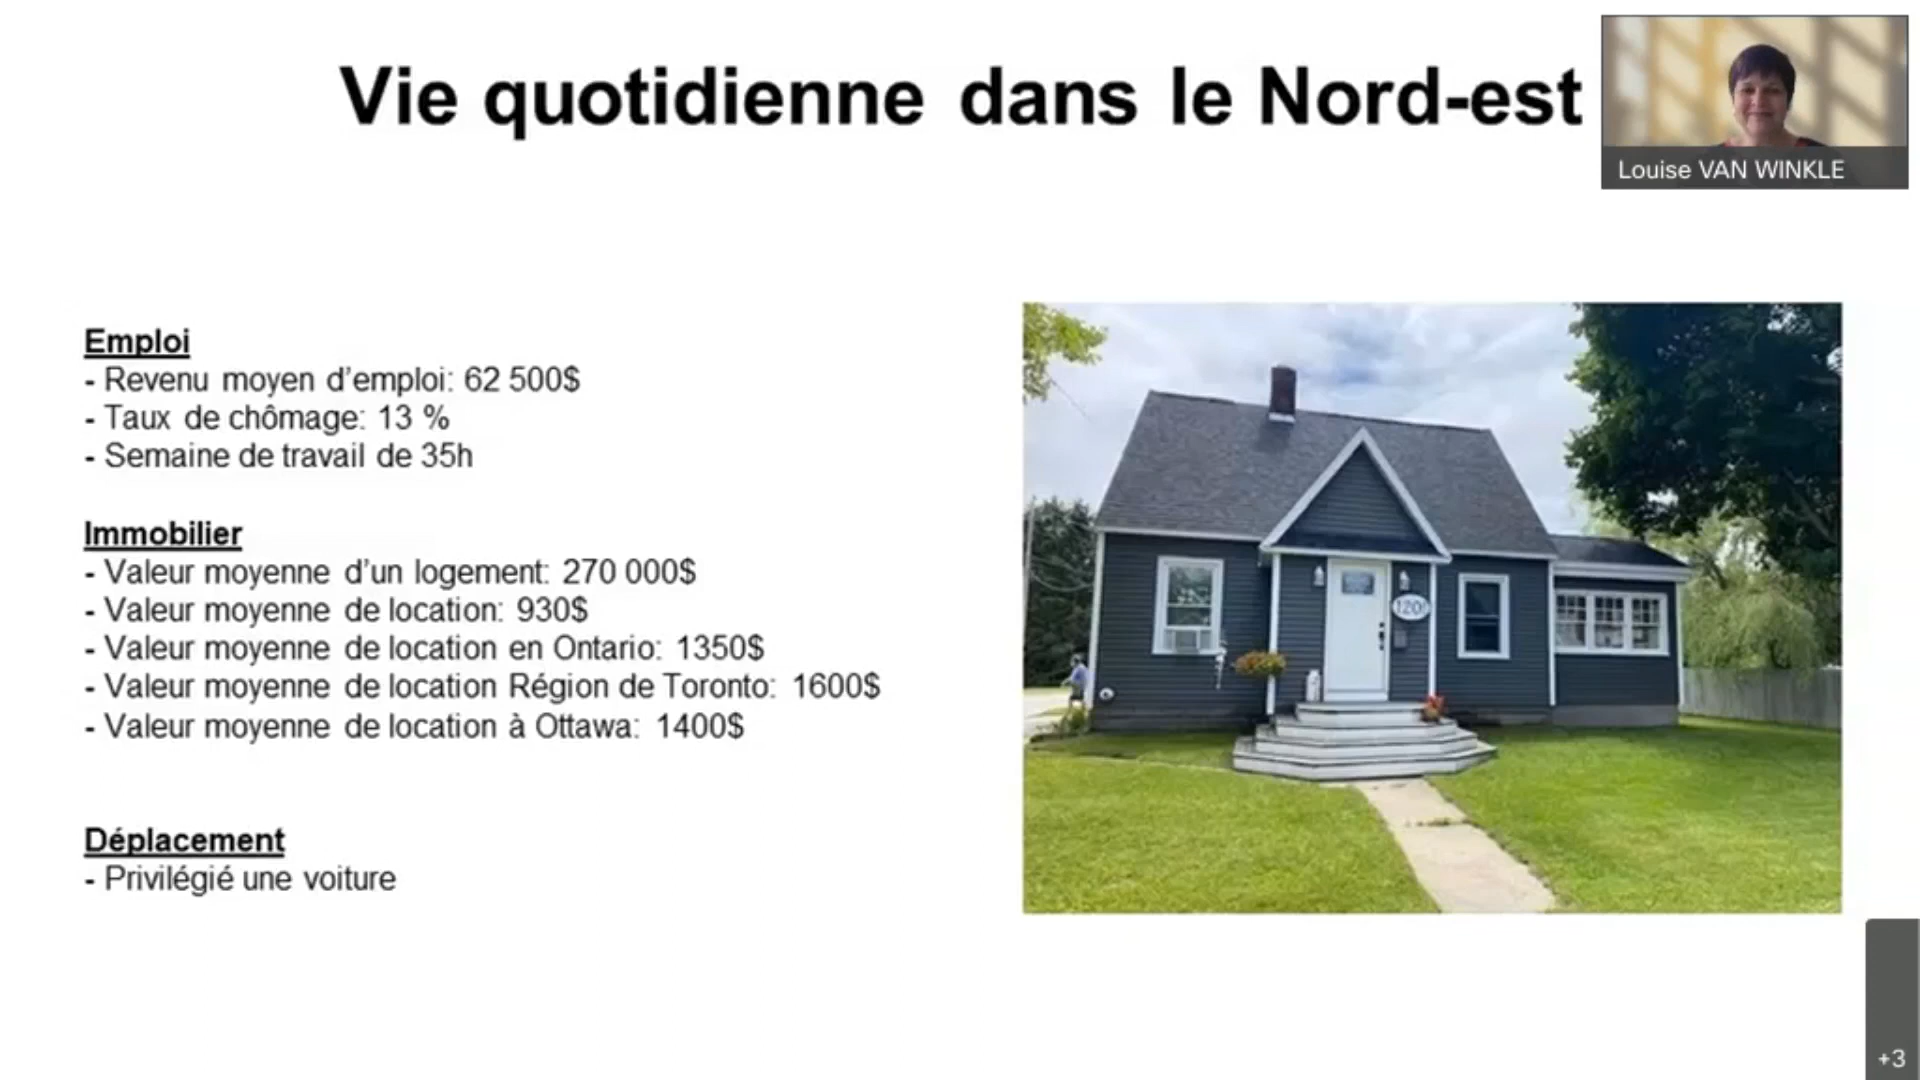 Vie quotidienne dans le Nord-est
Louise VAN WINKLE
Emploi
- Revenu moyen d’emploi: 62 500$
- Taux de chômage: 13 %
- Semaine de travail de 35h
Immobilier
- Valeur moyenne d’un logement: 270 000$
- Valeur moyenne de location: 930$
- Valeur moyenne de location en Ontario: 1350$
- Valeur moyenne de location Région de Toronto: 1600$
- Valeur moyenne de location à Ottawa: 1400$
Déplacement
- Privilégié une voiture
+3